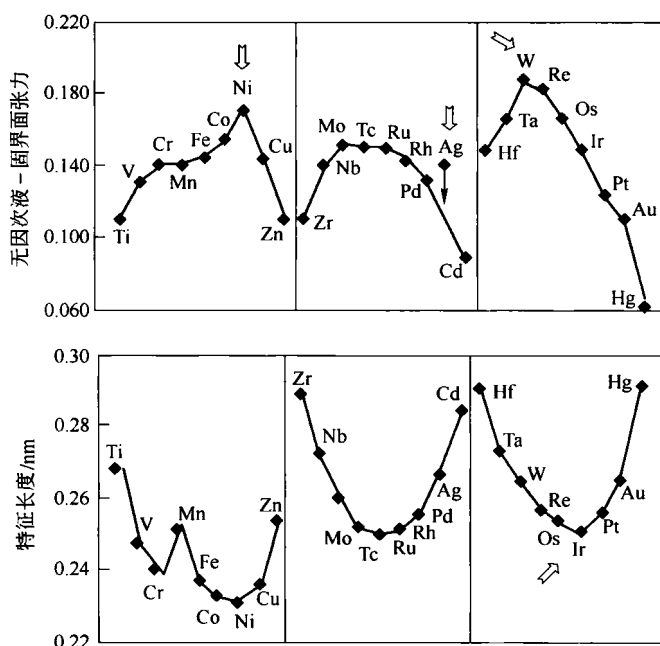 无因次液-固界面张力
0.220
0.180
0.140
0.100
0.060
Ti
V
Cr
Mn
Fe
Co
Ni
Cu
Zn
Zr
Nb
Mo
Tc
Ru
Rh
Pd
Ag
Cd
Hf
Ta
W
Re
Os
Ir
Pt
Au
Hg
特征长度/nm
0.30
0.28
0.26
0.24
0.22
Ti
V
Cr
Mn
Fe
Co
Ni
Cu
Zn
Zr
Nb
Mo
Tc
Ru
Rh
Pd
Ag
Cd
Hf
Ta
W
Re
Os
Ir
Pt
Au
Hg